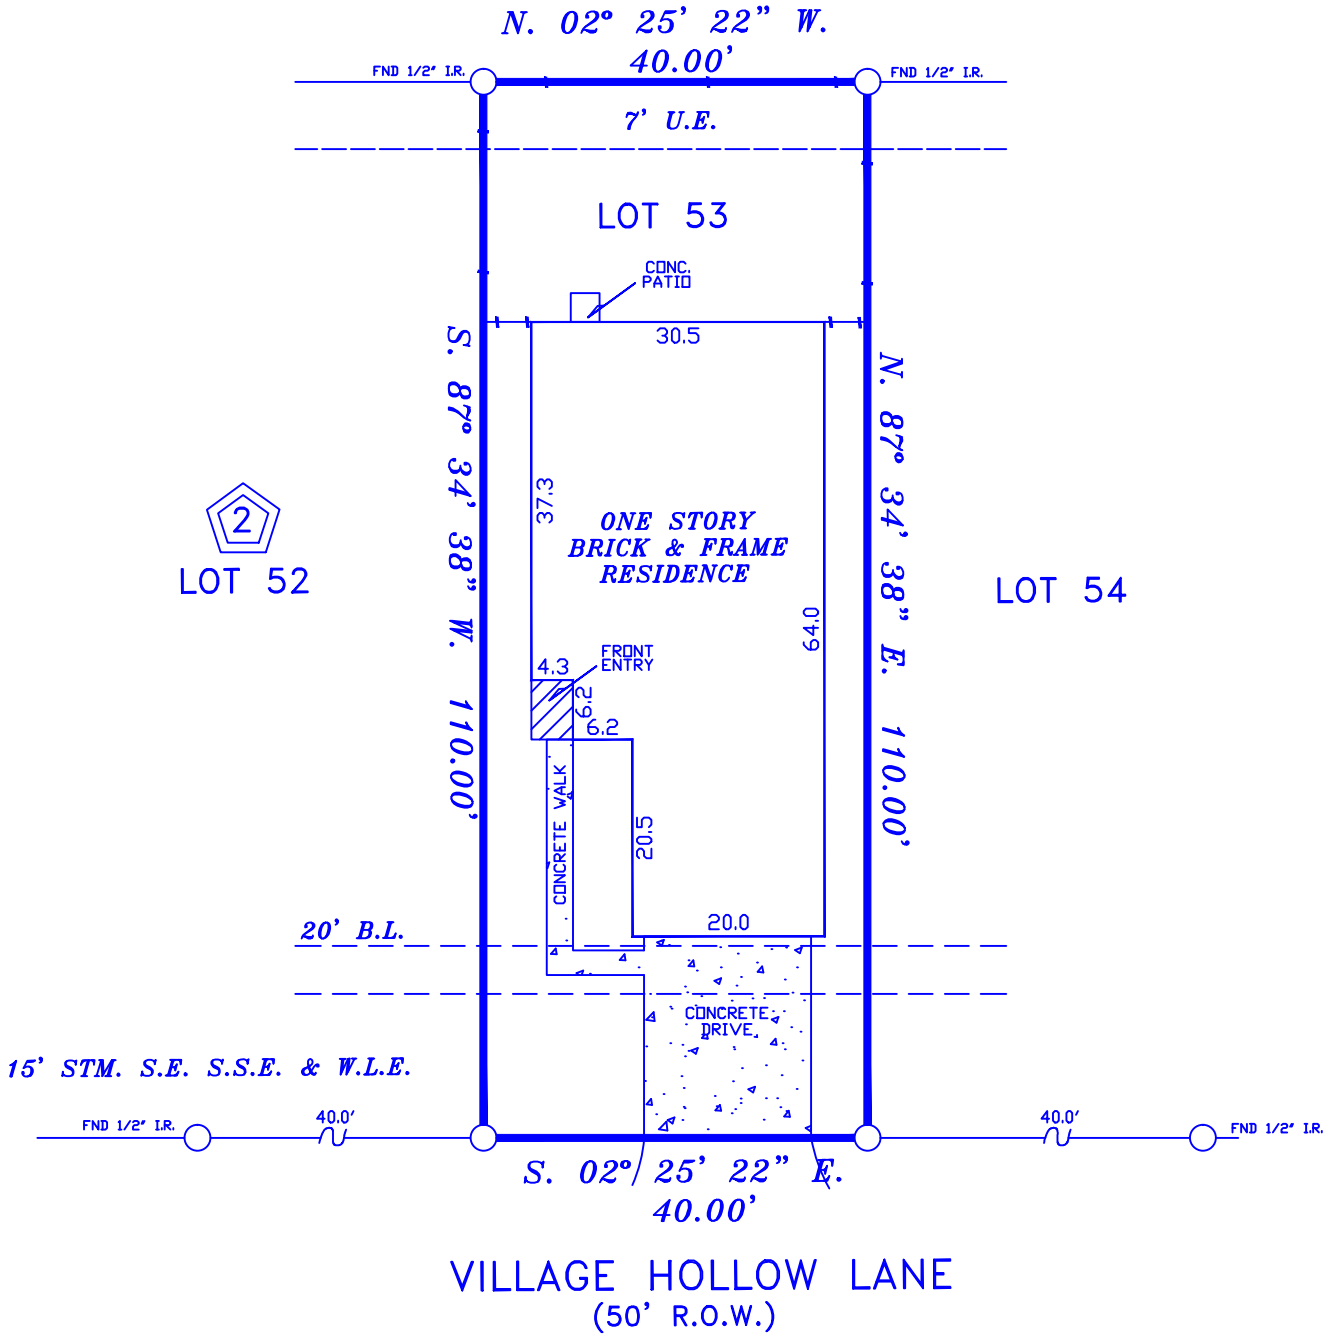 N. 02° 25' 22" W.
40.00'
FND 1/2" I.R.
FND 1/2" I.R.
7' U.E.
LOT 53
CONC.
PATIO
30.5
S. 87° 34' 38" W. 110.00'
N. 87° 34' 38" E. 110.00'
37.3
2
LOT 52
ONE STORY
BRICK & FRAME
RESIDENCE
64.0
LOT 54
FRONT
ENTRY
4.3
6.2
6.2
CONCRETE WALK
20.5
20.0
20' B.L.
CONCRETE
DRIVE
15' STM. S.E. S.S.E. & W.L.E.
FND 1/2" I.R.
40.0'
40.0'
FND 1/2" I.R.
S. 02° 25' 22" E.
40.00'
VILLAGE HOLLOW LANE
(50' R.O.W.)